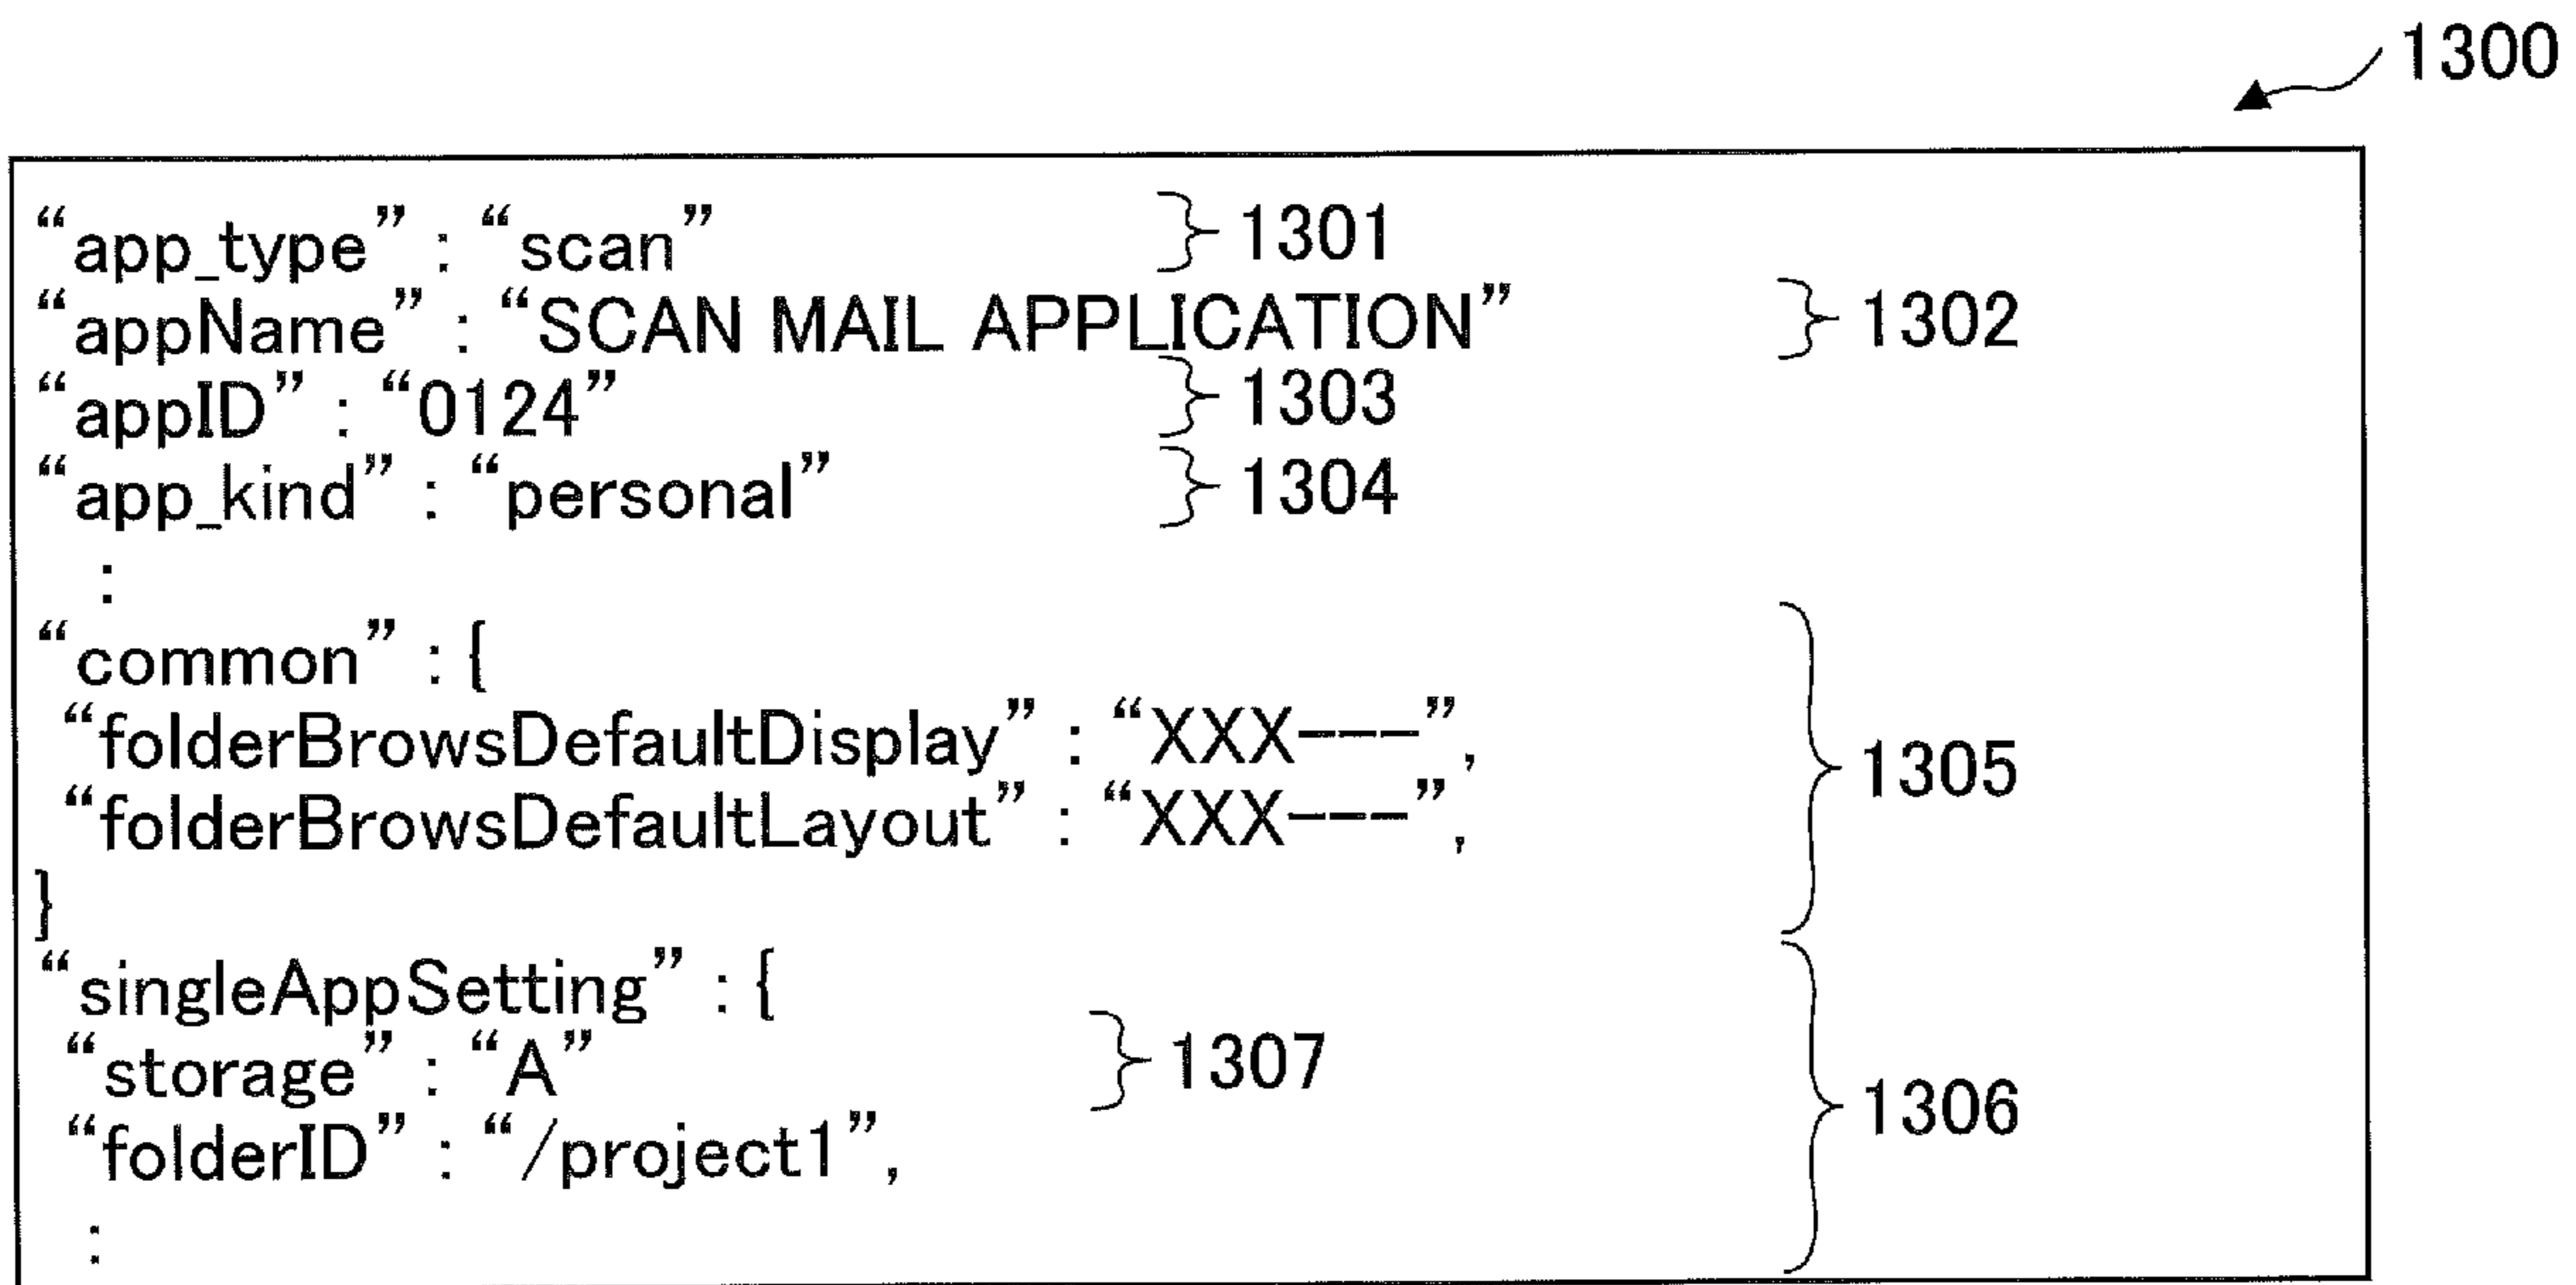 1300
“app_type” : “scan” 1301
“appName” : “SCAN MAIL APPLICATION” 1302
“appID” : “0124” 1303
“app_kind” : “personal” 1304
:
“common” : {
“folderBrowsDefaultDisplay” : “XXX---”,
1305
“folderBrowsDefaultLayout” : “XXX---”,
}
“singleAppSetting” : {
“storage” : “A” 1307
1306
“folderID” : “/project1”,
: